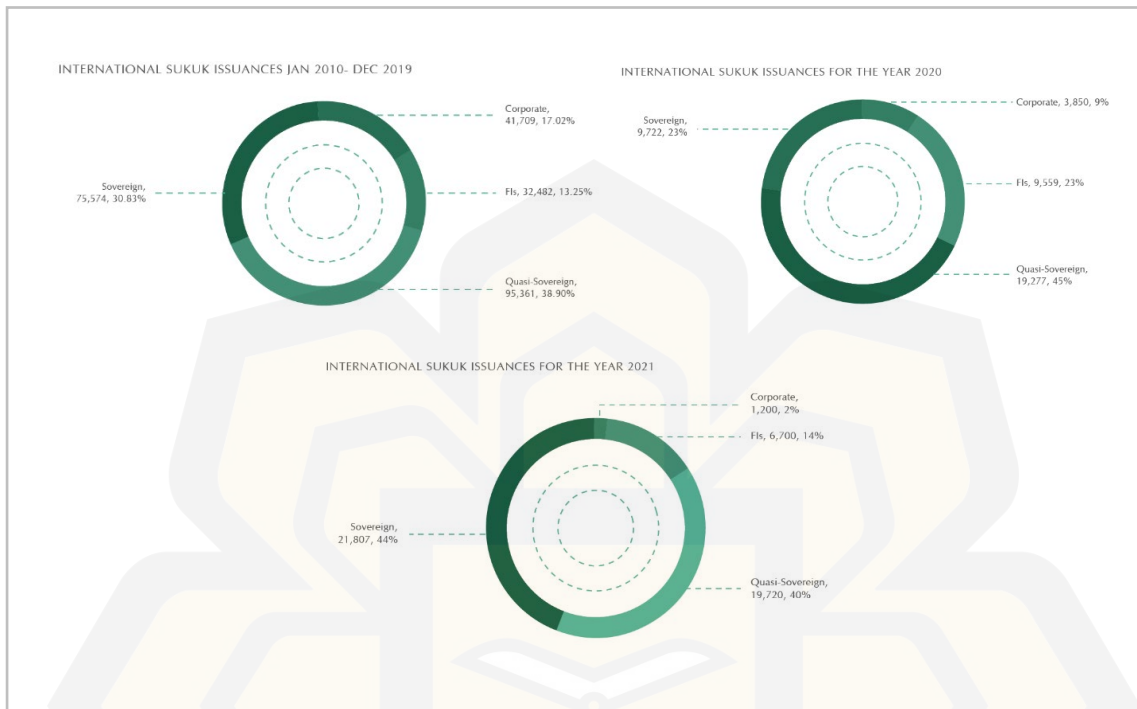 INTERNATIONAL SUKUK ISSUANCES JAN 2010- DEC 2019
Corporate,
41,709, 17.02%
Sovereign,
75,574, 30.83%
FIs, 32,482, 13.25%
Quasi-Sovereign,
95,361, 38.90%
INTERNATIONAL SUKUK ISSUANCES FOR THE YEAR 2020
Corporate, 3,850, 9%
Sovereign,
9,722, 23%
FIs, 9,559, 23%
Quasi-Sovereign,
19,277, 45%
INTERNATIONAL SUKUK ISSUANCES FOR THE YEAR 2021
Corporate,
1,200, 2%
FIs, 6,700, 14%
Sovereign,
21,807, 44%
Quasi-Sovereign,
19,720, 40%